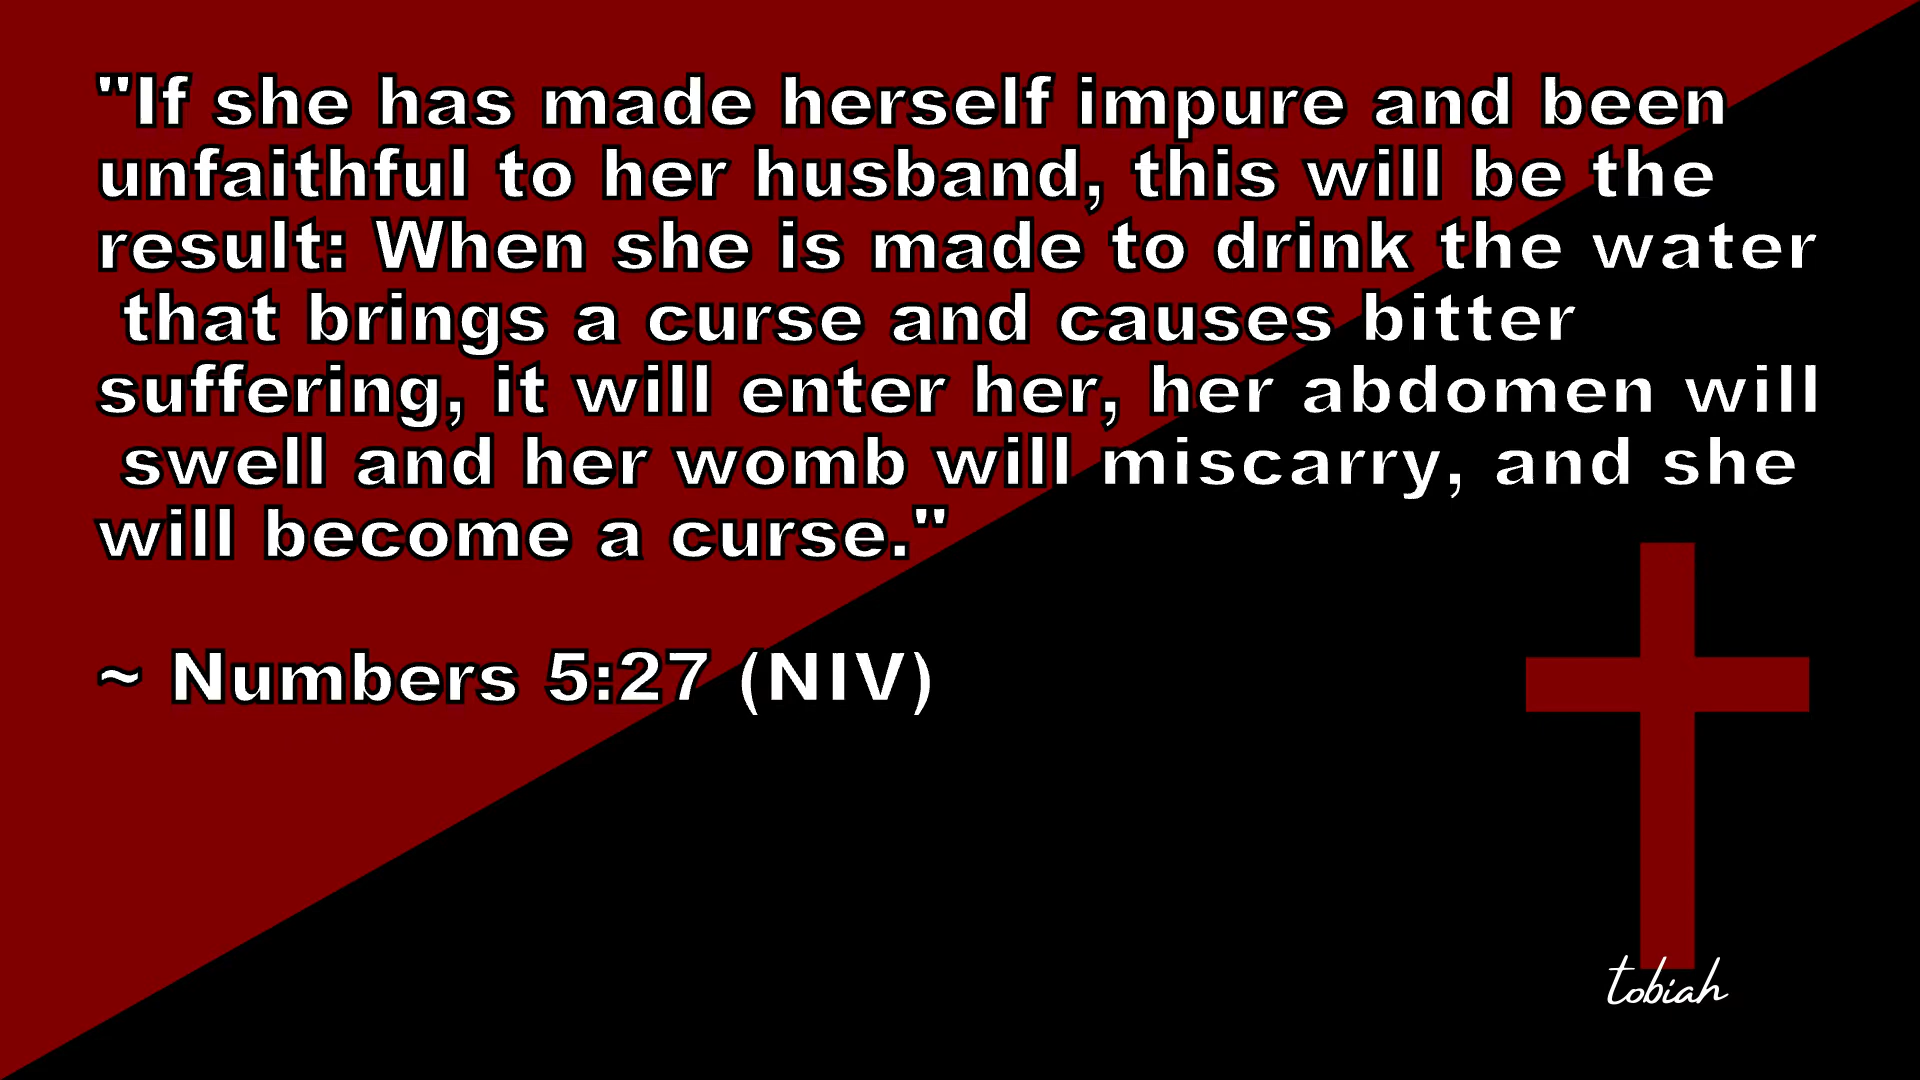 "If she has made herself impure and been
unfaithful to her husband, this will be the
result: When she is made to drink the water
that brings a curse and causes bitter
suffering, it will enter her, her abdomen will
swell and her womb will miscarry, and she
will become a curse."
~ Numbers 5:27 (NIV)
tobiah